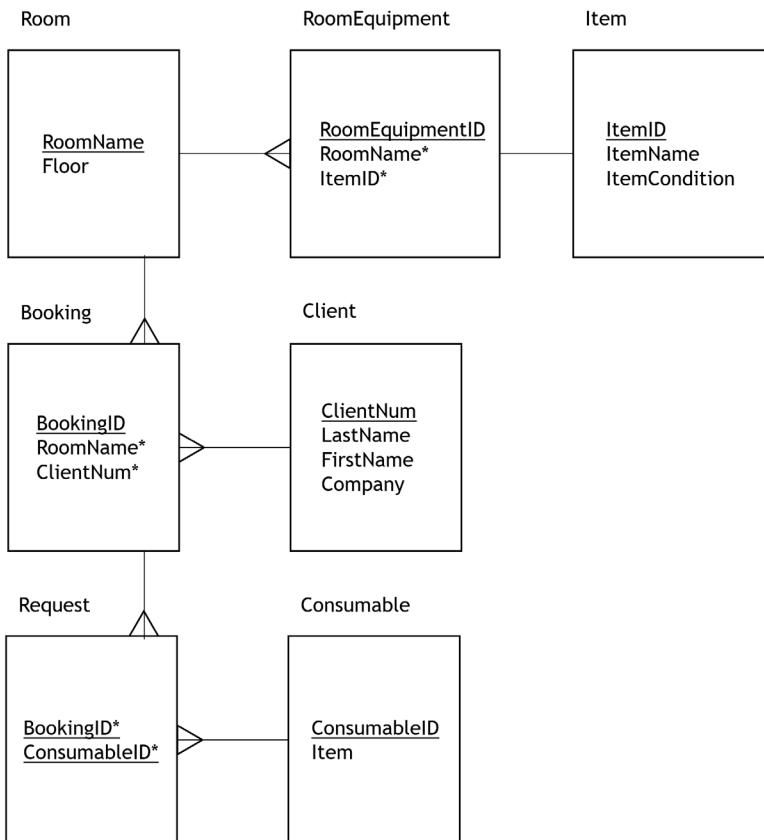 Room
RoomEquipment
Item
RoomName
Floor
RoomEquipmentID
RoomName*
ItemID*
ItemID
ItemName
ItemCondition
Booking
Client
BookingID
RoomName*
ClientNum*
ClientNum
LastName
FirstName
Company
Request
Consumable
BookingID*
ConsumableID*
ConsumableID
Item